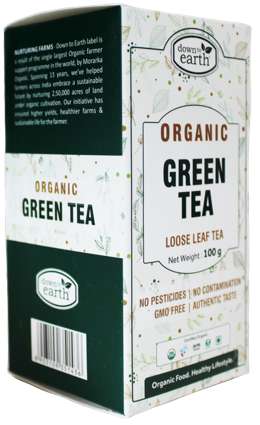 NURTURING FARMS - Down to Earth label is
a result of the single largest Organic farmer
support programme in the world, by Morarka
Organic. Spanning 15 years, we've helped
farmers across India embrace a sustainable
future by nurturing 2,50,000 acres of land
under organic cultivation. Our initiative has
ensured higher yields, healthier farms &
sustainable life for the farmer.
ORGANIC
GREEN TEA
down to
earth
down to
earth
ORGANIC
GREEN
TEA
LOOSE LEAF TEA
Net Weight: 100 g
NO PESTICIDES | NO CONTAMINATION
GMO FREE | AUTHENTIC TASTE
Organic Food. Healthy Lifestyle.